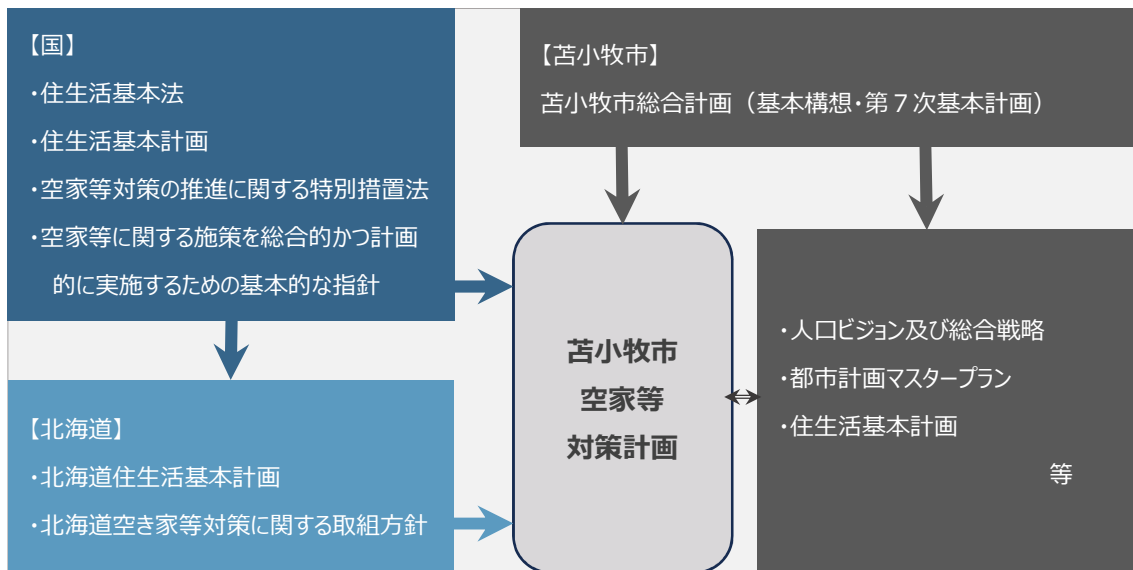 【国】
・住生活基本法
・住生活基本計画
・空家等対策の推進に関する特別措置法
・空家等に関する施策を総合的かつ計画
的に実施するための基本的な指針
【北海道】
・北海道住生活基本計画
・北海道空き家等対策に関する取組方針
【苫小牧市】
苫小牧市総合計画（基本構想・第７次基本計画）
苫小牧市
空家等
対策計画
・人口ビジョン及び総合戦略
・都市計画マスタープラン
・住生活基本計画
等